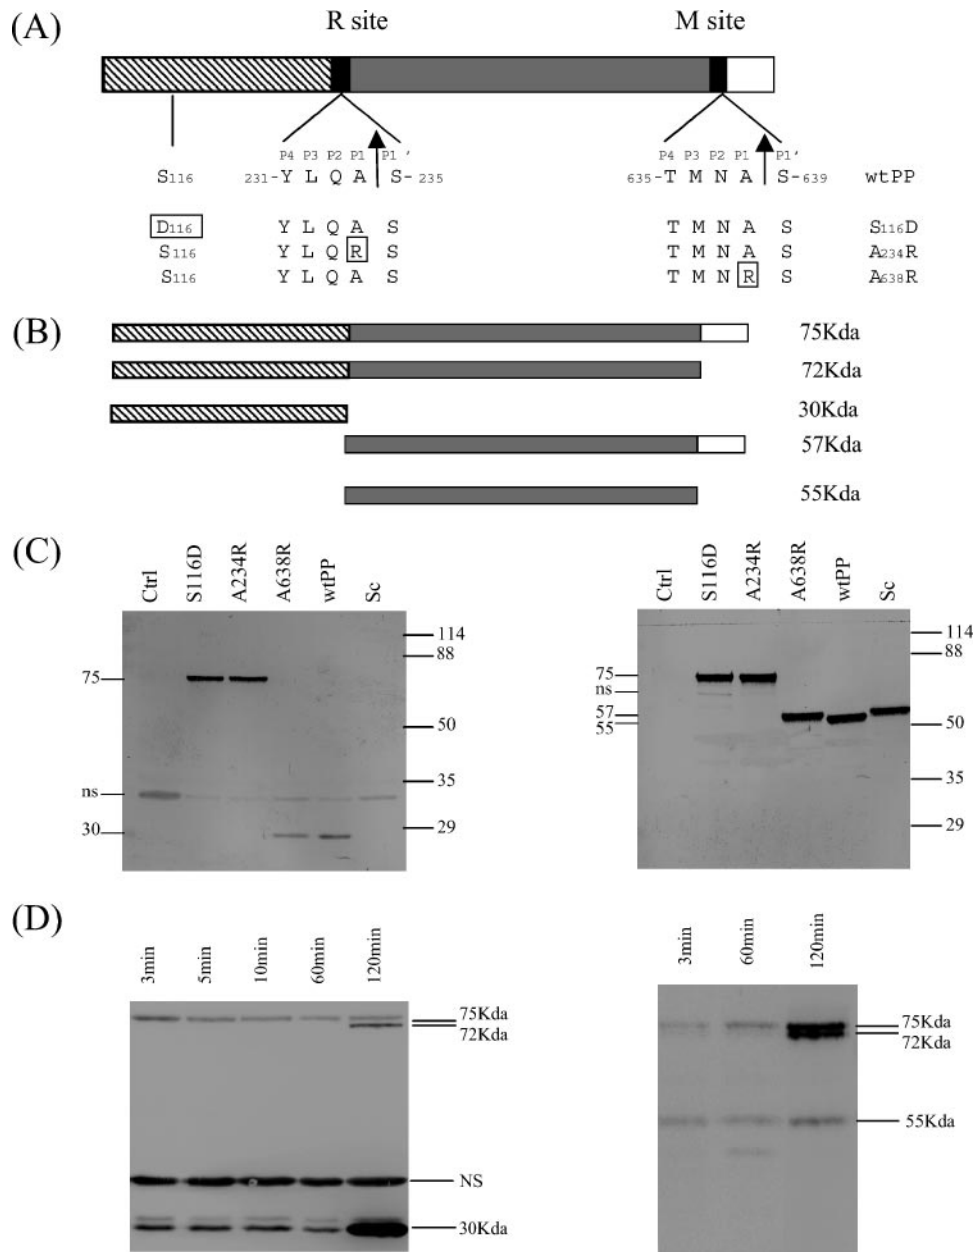 (A)
R site
M site
P4 P3 P2 P1 P1'
P4 P3 P2 P1 P1'
S116
231-Y L Q A S-235
635-T M N A S-639
wtPP
D116
Y L Q A S
T M N A S
S116D
S116
Y L Q R S
T M N A S
A234R
S116
Y L Q A S
T M N R S
A638R
(B)
75Kda
72Kda
30Kda
57Kda
55Kda
(C)
Ctrl
S116D
A234R
A638R
wtPP
Sc
75
ns
30
114
88
50
35
29
Ctrl
S116D
A234R
A638R
wtPP
Sc
75
ns
57
55
114
88
50
35
29
(D)
3min
5min
10min
60min
120min
75Kda
72Kda
NS
30Kda
3min
60min
120min
75Kda
72Kda
55Kda